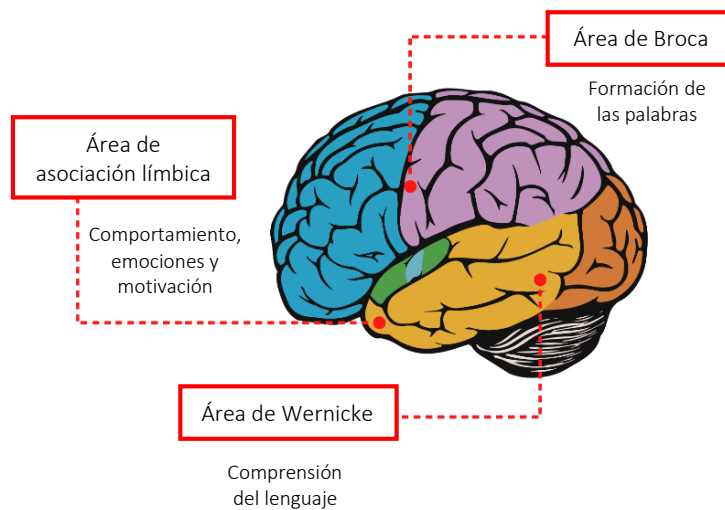 Área de Broca
Formación de
las palabras
Área de
asociación límbica
Comportamiento,
emociones y
motivación
Área de Wernicke
Comprensión
del lenguaje